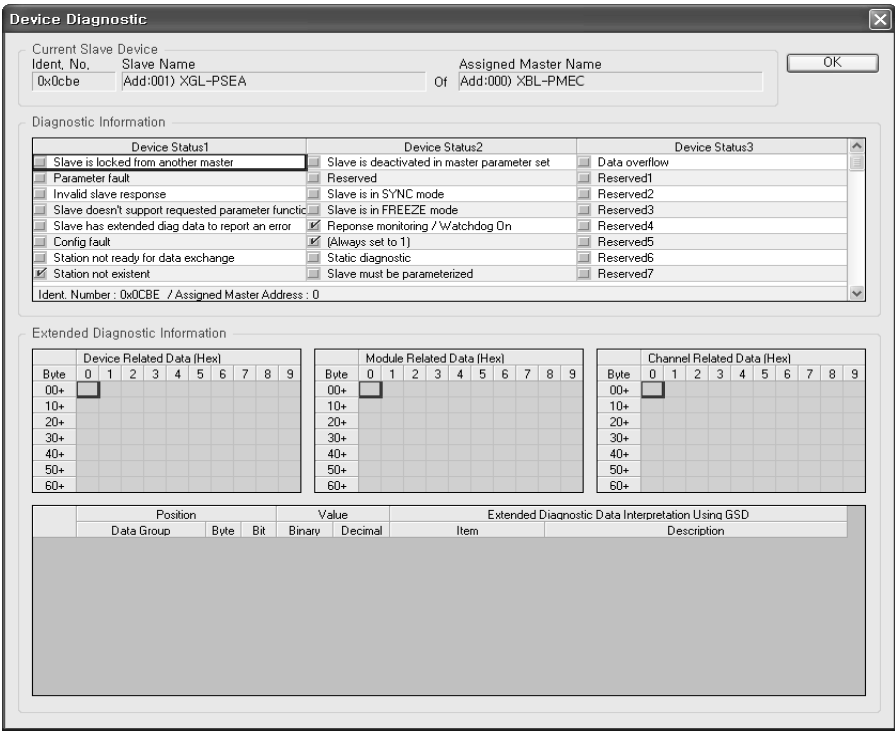 Device Diagnostic
Current Slave Device
Ident, No, Slave Name Assigned Master Name OK
0x0cbe Add:001) XGL-PSEA Of Add:000) XBL-PMEC
Diagnostic Information
Device Status1 Device Status2 Device Status3
Slave is locked from another master Slave is deactivated in master parameter set Data overflow
Parameter fault Reserved Reserved1
Invalid slave response Slave is in SYNC mode Reserved2
Slave doesn't support requested parameter functic Slave is in FREEZE mode Reserved3
Slave has extended diag data to report an error Reponse monitoring / Watchdog On Reserved4
Config fault (Always set to 1) Reserved5
Station not ready for data exchange Static diagnostic Reserved6
Station not existent Slave must be parameterized Reserved7
Ident. Number : 0x0CBE / Assigned Master Address : 0
Extended Diagnostic Information
Device Related Data (Hex) Module Related Data (Hex) Channel Related Data (Hex)
Byte 0 1 2 3 4 5 6 7 8 9 Byte 0 1 2 3 4 5 6 7 8 9 Byte 0 1 2 3 4 5 6 7 8 9
00+ 00+ 00+
10+ 10+ 10+
20+ 20+ 20+
30+ 30+ 30+
40+ 40+ 40+
50+ 50+ 50+
60+ 60+ 60+
Position Value Extended Diagnostic Data Interpretation Using GSD
Data Group Byte Bit Binary Decimal Item Description